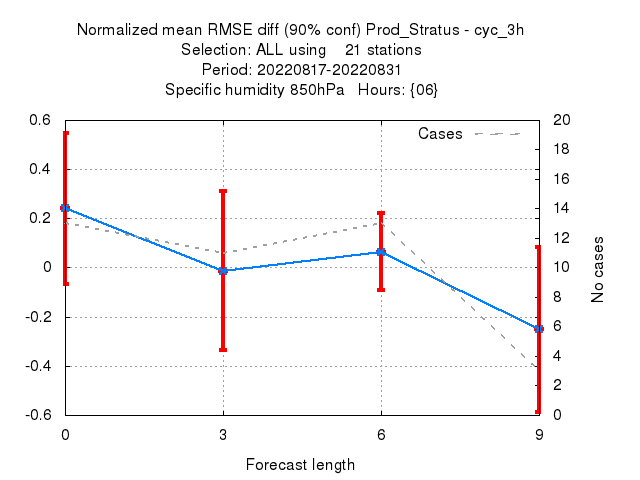 Normalized mean RMSE diff (90% conf) Prod_Stratus - cyc_3h
Selection: ALL using 21 stations
Period: 20220817-20220831
Specific humidity 850hPa Hours: {06}
Cases
0.6
0.4
0.2
0
-0.2
-0.4
-0.6
20
18
16
14
12
10
8
6
4
2
0
No cases
0 3 6 9
Forecast length